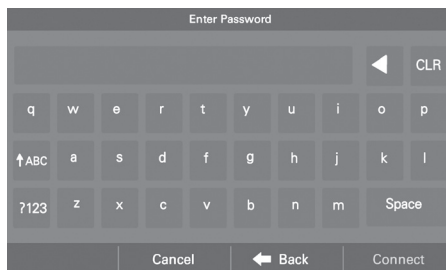 Enter Password
CLR
q w e r t y u i o p
↑ABC a s d f g h j k l
?123 z x c v b n m Space
Cancel Back Connect